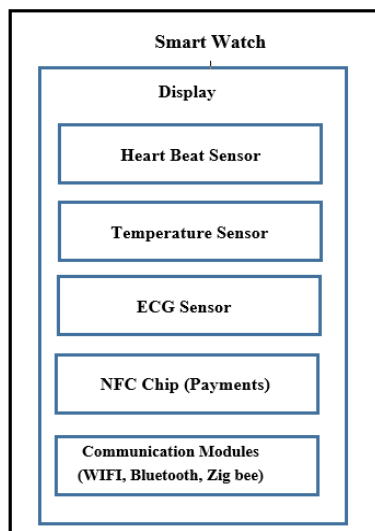 Smart Watch
Display
Heart Beat Sensor
Temperature Sensor
ECG Sensor
NFC Chip (Payments)
Communication Modules
(WIFI, Bluetooth, Zig bee)